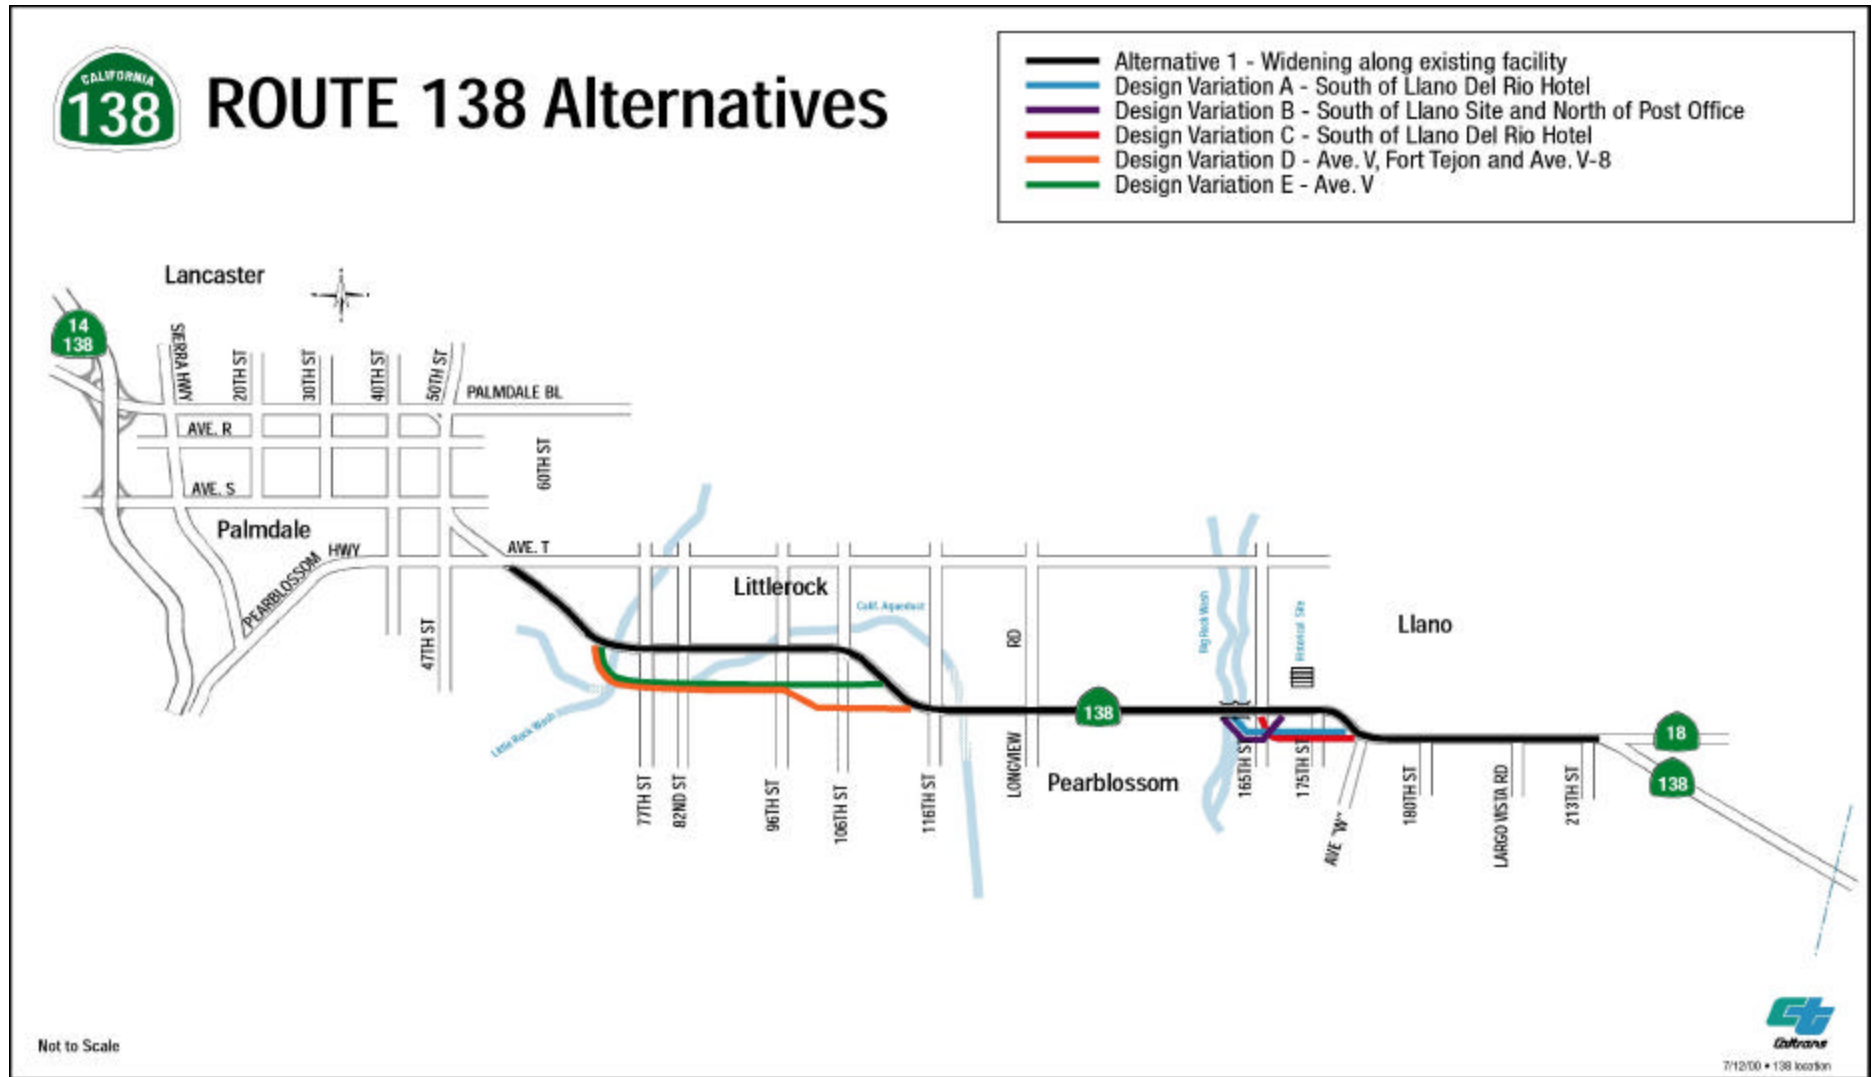 CALIFORNIA
138
ROUTE 138 Alternatives
Alternative 1 - Widening along existing facility
Design Variation A - South of Llano Del Rio Hotel
Design Variation B - South of Llano Site and North of Post Office
Design Variation C - South of Llano Del Rio Hotel
Design Variation D - Ave. V, Fort Tejon and Ave. V-8
Design Variation E - Ave. V
Lancaster
14
138
SIERRA HWY
20TH ST
30TH ST
40TH ST
50TH ST
PALMDALE BL
AVE. R
60TH ST
AVE. S
Palmdale
PEARBLOSSOM HWY
AVE. T
47TH ST
Littlerock
Calif. Aqueduct
Little Rock Wash
Big Rock Wash
Historical Site
Llano
LONGVIEW RD
138
Pearblossom
77TH ST
82ND ST
96TH ST
106TH ST
116TH ST
165TH ST
175TH ST
AVE "W"
180TH ST
LARGO VISTA RD
213TH ST
18
138
Not to Scale
Caltrans
7/12/00 • 138 location